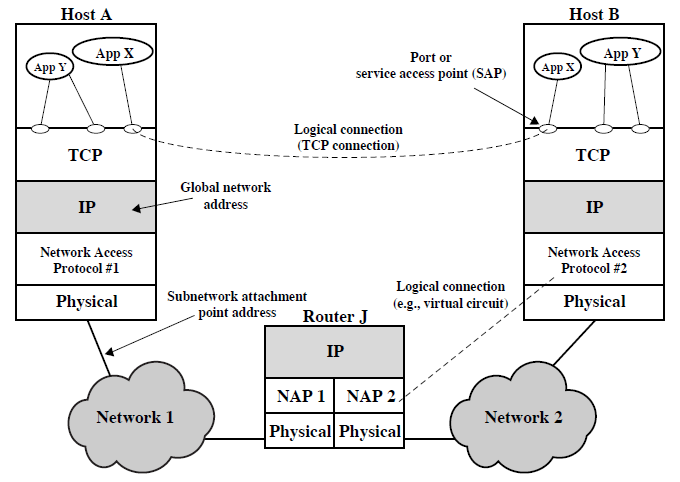 Host A
App Y
App X
TCP
IP
Network Access
Protocol #1
Physical
Host B
App X
App Y
TCP
IP
Network Access
Protocol #2
Physical
Port or
service access point (SAP)
Logical connection
(TCP connection)
Global network
address
Subnetwork attachment
point address
Logical connection
(e.g., virtual circuit)
Router J
IP
NAP 1
NAP 2
Physical
Physical
Network 1
Network 2